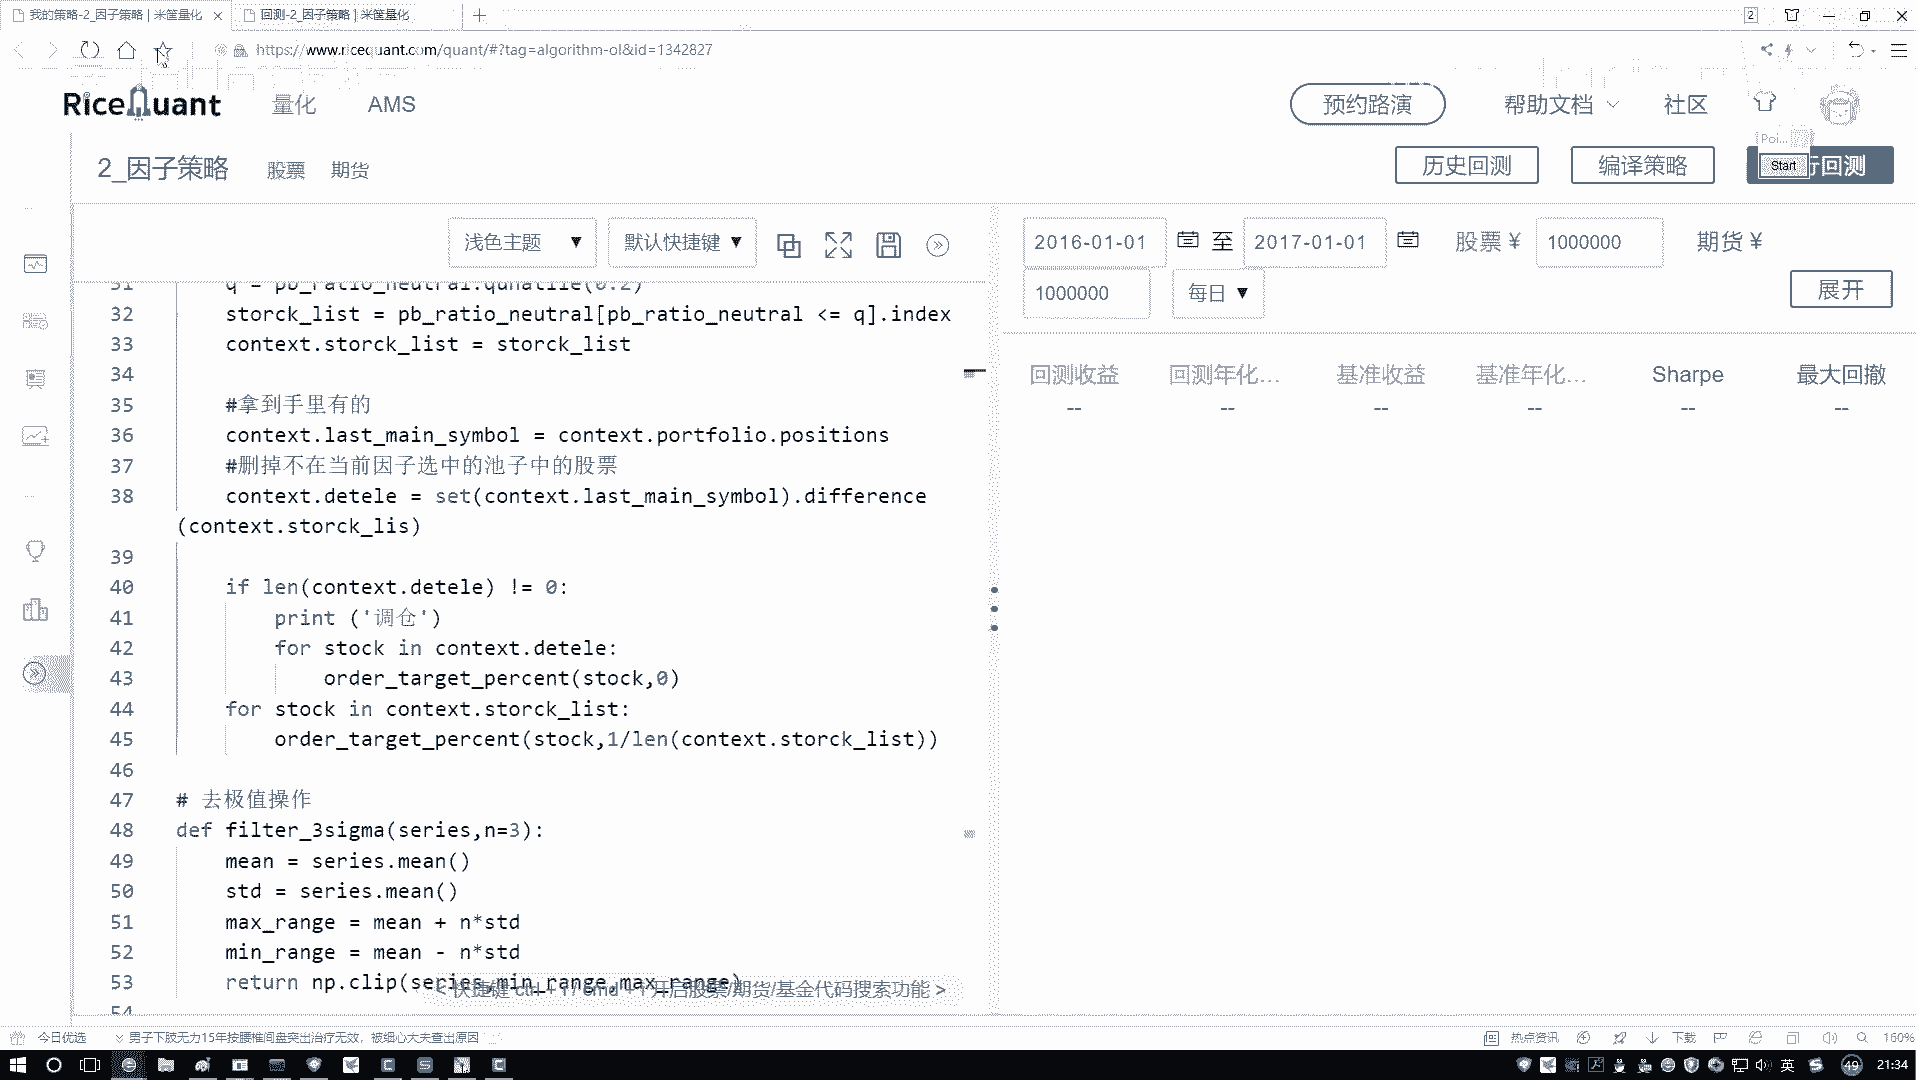 我的策略-2_因子策略 | 米筐量化
回测-2_因子策略 | 米筐量化
2
https://www.ricequant.com/quant/#?tag=algorithm-ol&id=1342827
RiceQuant 量化 AMS 预约路演 帮助文档 社区
Poi...
2_因子策略 股票 期货 历史回测 编译策略 Start 行回测
浅色主题 ▼ 默认快捷键 ▼
2016-01-01 至 2017-01-01 股票 ¥ 1000000 期货 ¥
1000000 每日 ▼ 展开
回测收益 回测年化... 基准收益 基准年化... Sharpe 最大回撤
-- -- -- -- -- --
31 q = pb_ratio_neutral.qunatile(0.2)
32 storck_list = pb_ratio_neutral[pb_ratio_neutral <= q].index
33 context.storck_list = storck_list
34
35 #拿到手里有的
36 context.last_main_symbol = context.portfolio.positions
37 #删掉不在当前因子选中的池子中的股票
38 context.detele = set(context.last_main_symbol).difference
(context.storck_lis)
39
40 if len(context.detele) != 0:
41 print ('调仓')
42 for stock in context.detele:
43 order_target_percent(stock,0)
44 for stock in context.storck_list:
45 order_target_percent(stock,1/len(context.storck_list))
46
47 # 去极值操作
48 def filter_3sigma(series,n=3):
49 mean = series.mean()
50 std = series.mean()
51 max_range = mean + n*std
52 min_range = mean - n*std
53 return np.clip(series,min_range,max_range)
< 快捷键 ctrl + i / cmd + i 开启股票/期货/基金代码搜索功能 >
54
今日优选 男子下肢无力15年按腰椎间盘突出治疗无效，被细心大夫查出原因 热点资讯 下载 160%
英 49 21:34